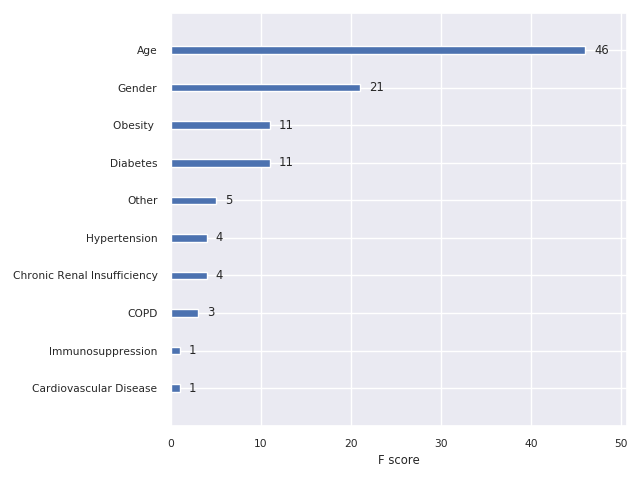 Age 46
Gender 21
Obesity 11
Diabetes 11
Other 5
Hypertension 4
Chronic Renal Insufficiency 4
COPD 3
Immunosuppression 1
Cardiovascular Disease 1
0 10 20 30 40 50
F score